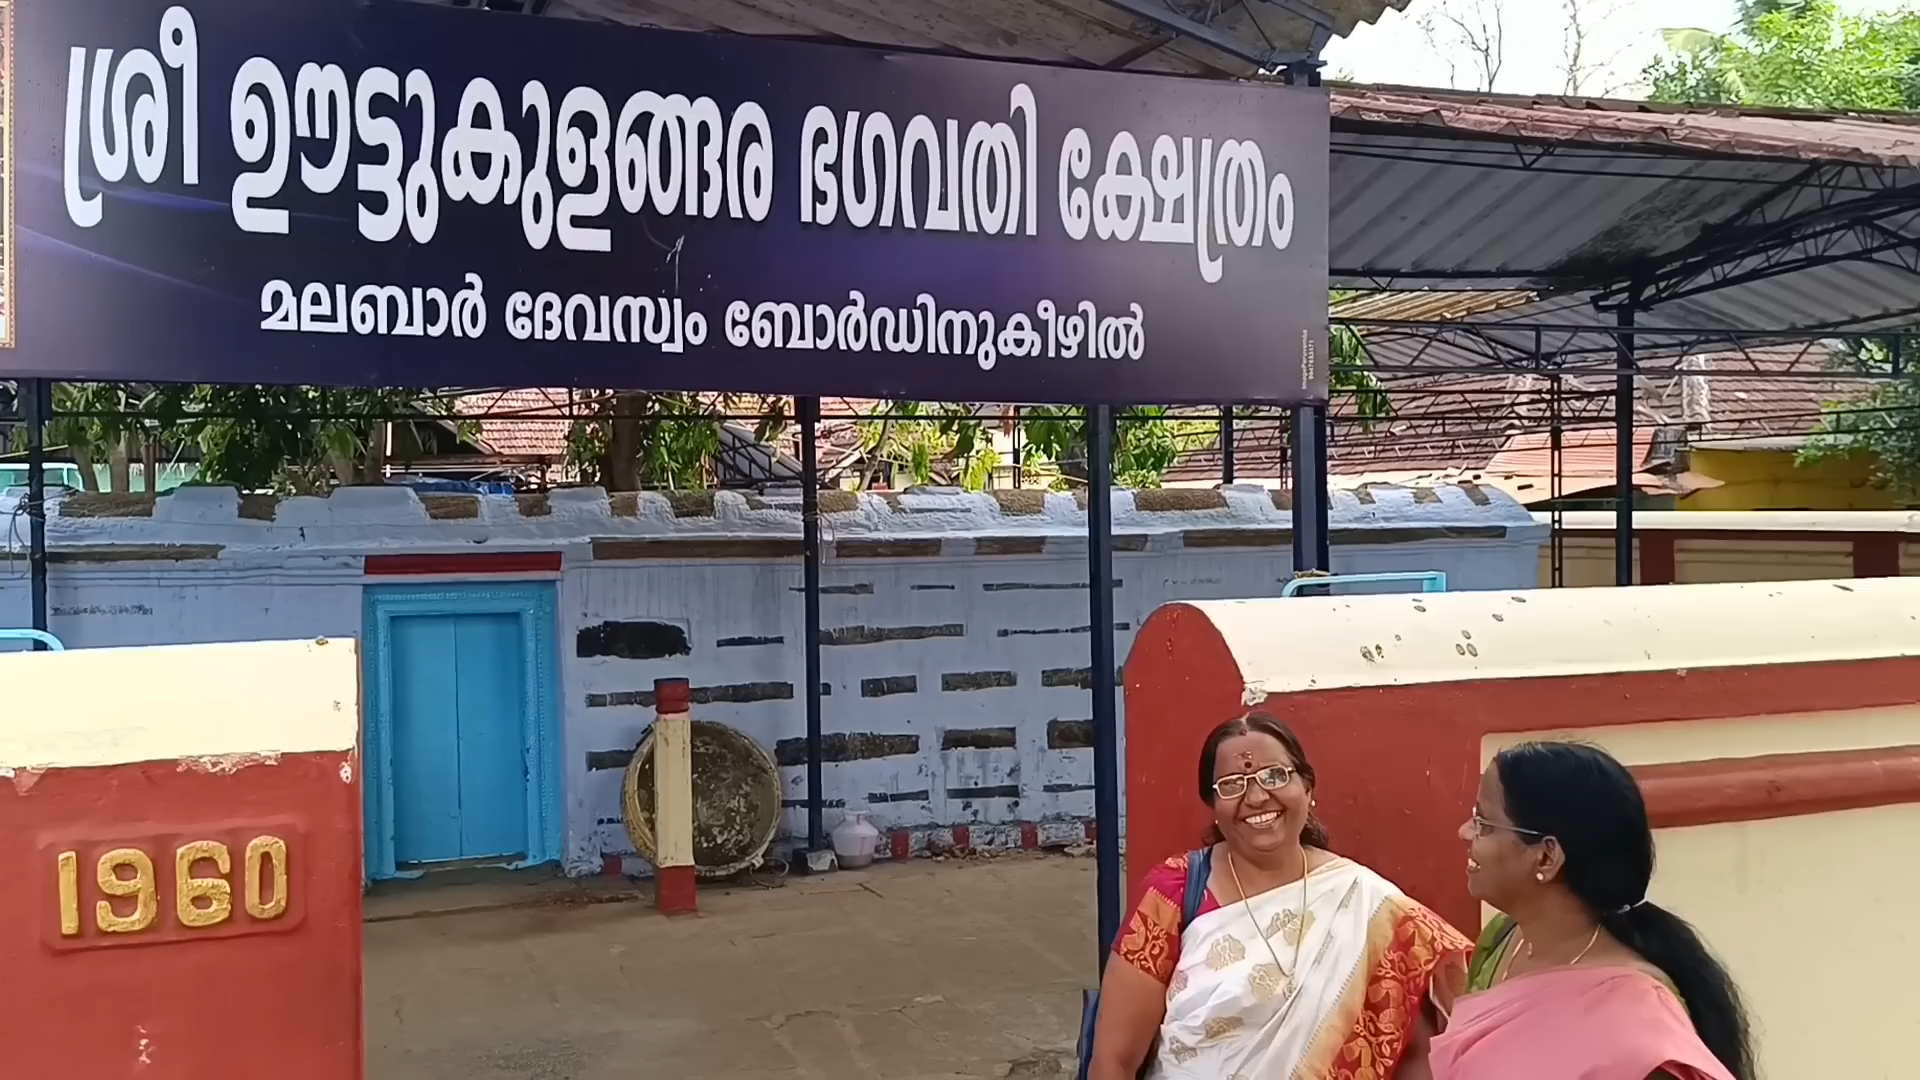 ശ്രീ ഊട്ടുകുളങ്ങര ഭഗവതി ക്ഷേത്രം
മലബാർ ദേവസ്വം ബോർഡിനുകീഴിൽ
1960